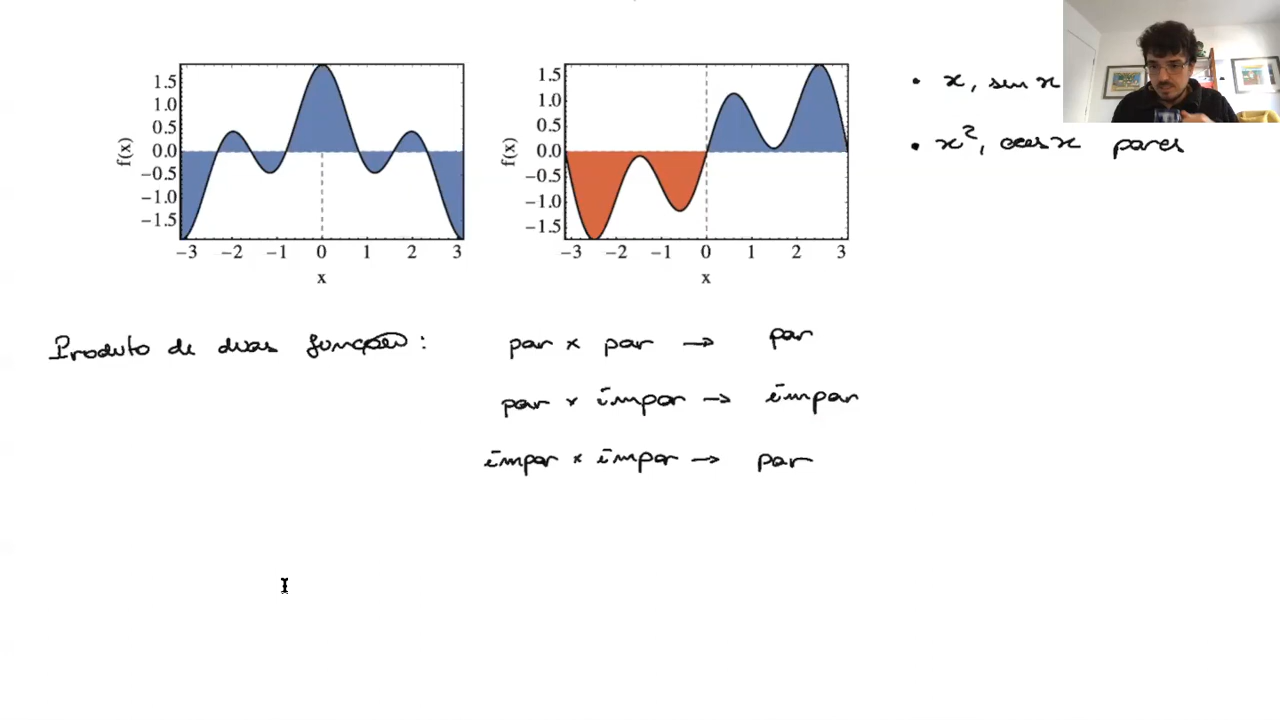 1.5
1.0
0.5
0.0
−0.5
−1.0
−1.5
f(x)
−3 −2 −1 0 1 2 3
x
1.5
1.0
0.5
0.0
−0.5
−1.0
−1.5
f(x)
−3 −2 −1 0 1 2 3
x
• x, sin x
• x², cos x pares
Produto de duas funções: par × par → par
par × ímpar → ímpar
ímpar × ímpar → par